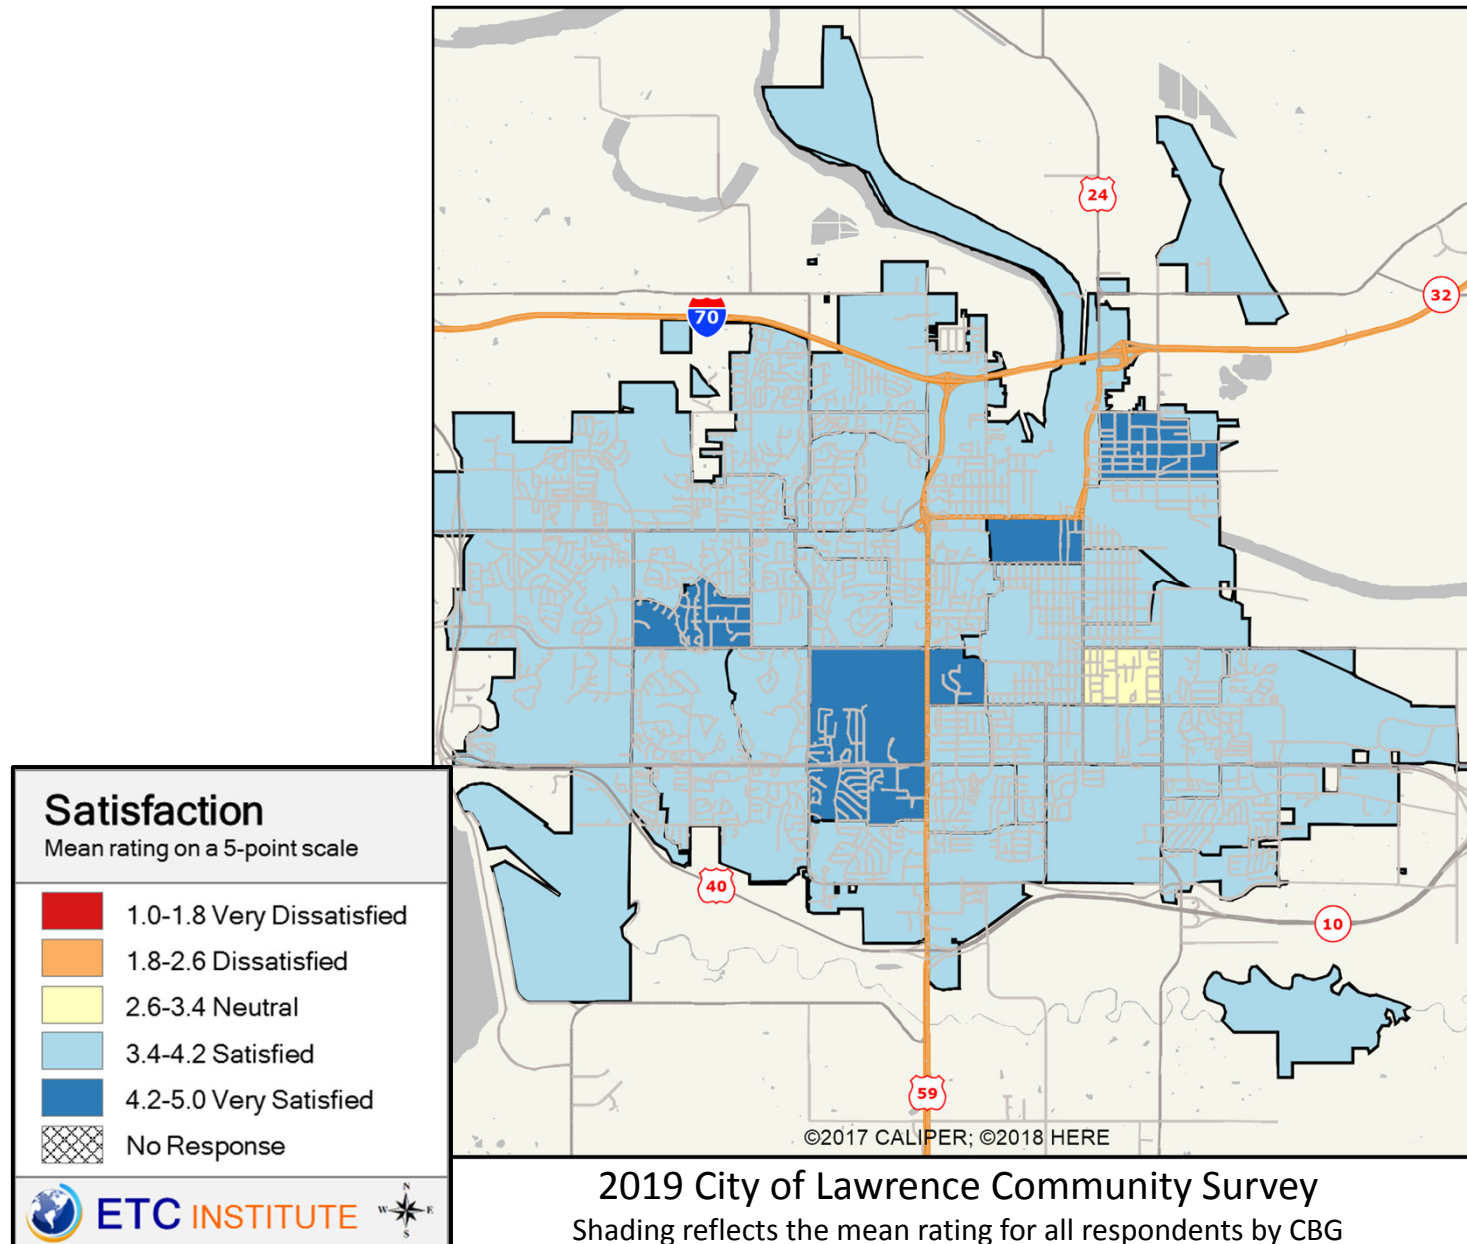 24
32
70
40
10
59
©2017 CALIPER; ©2018 HERE
Satisfaction
Mean rating on a 5-point scale
1.0-1.8 Very Dissatisfied
1.8-2.6 Dissatisfied
2.6-3.4 Neutral
3.4-4.2 Satisfied
4.2-5.0 Very Satisfied
No Response
ETC INSTITUTE
N
W E
S
2019 City of Lawrence Community Survey
Shading reflects the mean rating for all respondents by CBG